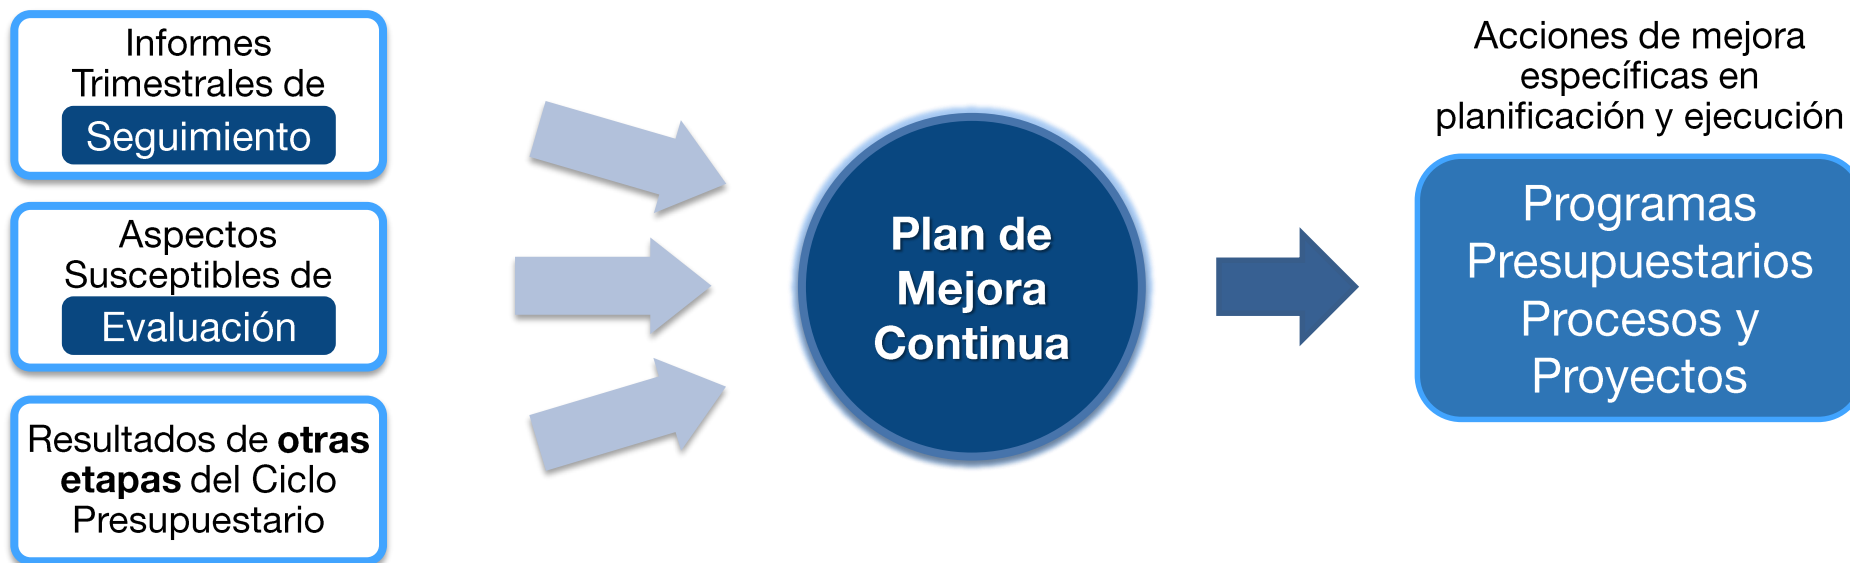 Informes
Trimestrales de
Seguimiento
Aspectos
Susceptibles de
Evaluación
Resultados de otras
etapas del Ciclo
Presupuestario
Plan de
Mejora
Continua
Acciones de mejora
específicas en
planificación y ejecución
Programas
Presupuestarios
Procesos y
Proyectos